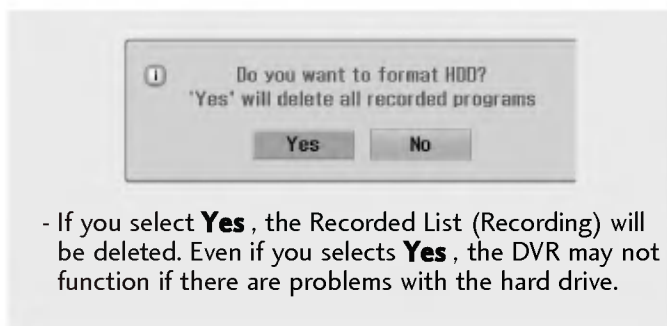 Do you want to format HDD?
'Yes' will delete all recorded programs
Yes No
- If you select Yes , the Recorded List (Recording) will
be deleted. Even if you selects Yes , the DVR may not
function if there are problems with the hard drive.